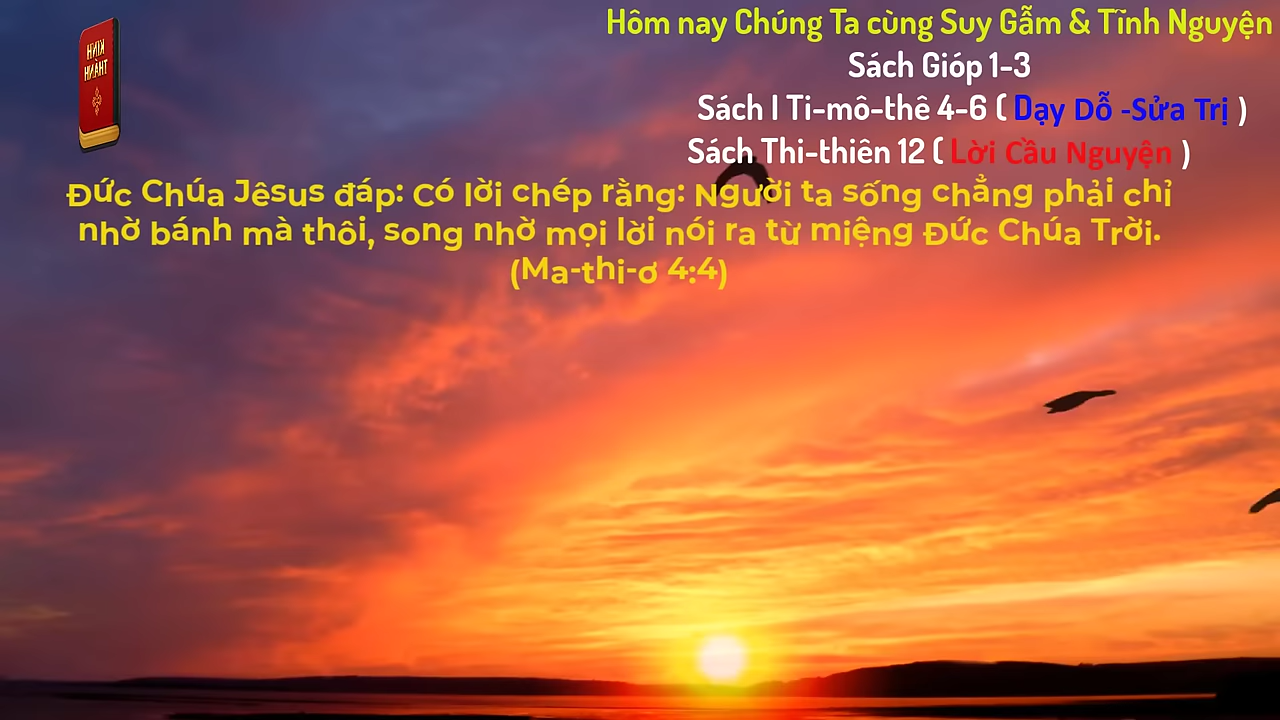 KINH
THÁNH
Hôm nay Chúng Ta cùng Suy Gẫm & Tĩnh Nguyện
Sách Gióp 1-3
Sách I Ti-mô-thê 4-6 ( Dạy Dỗ -Sửa Trị )
Sách Thi-thiên 12 ( Lời Cầu Nguyện )
Đức Chúa Jêsus đáp: Có lời chép rằng: Người ta sống chẳng phải chỉ
nhờ bánh mà thôi, song nhờ mọi lời nói ra từ miệng Đức Chúa Trời.
(Ma-thi-ơ 4:4)